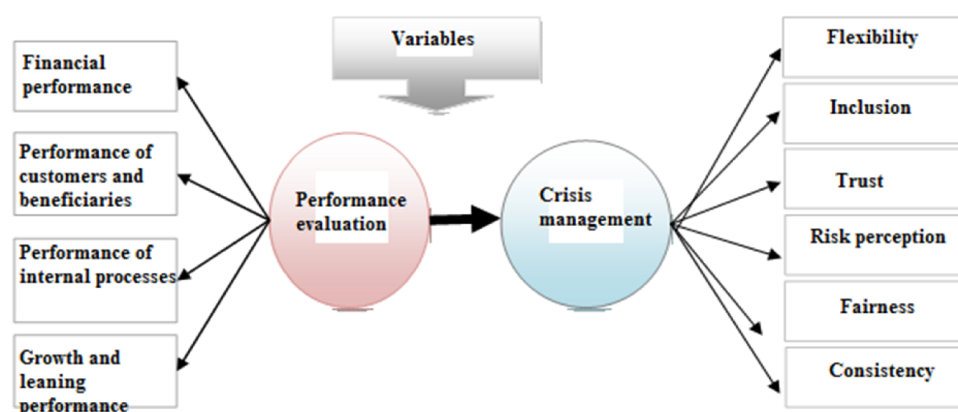 Variables
Financial
performance
Performance of
customers and
beneficiaries
Performance of
internal processes
Growth and
leaning
performance
Performance
evaluation
Crisis
management
Flexibility
Inclusion
Trust
Risk perception
Fairness
Consistency